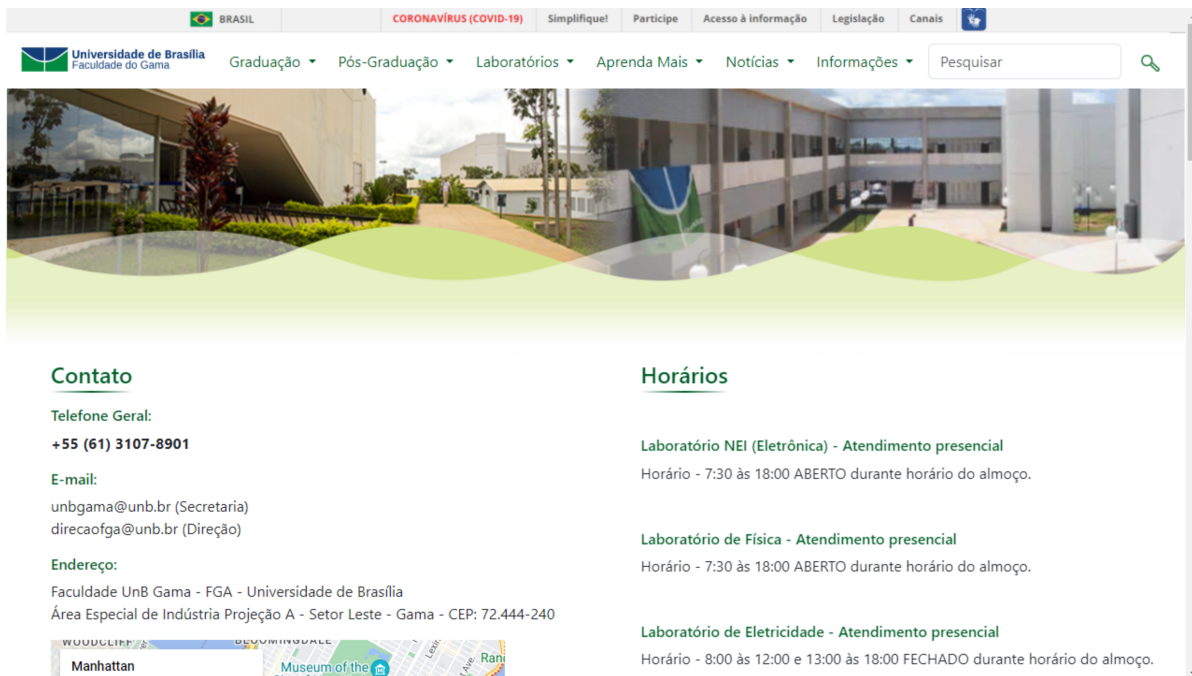 BRASIL
CORONAVÍRUS (COVID-19)
Simplifique!
Participe
Acesso à informação
Legislação
Canais
Universidade de Brasília
Faculdade do Gama
Graduação
Pós-Graduação
Laboratórios
Aprenda Mais
Notícias
Informações
Pesquisar
Contato
Telefone Geral:
+55 (61) 3107-8901
E-mail:
unbgama@unb.br (Secretaria)
direcaofga@unb.br (Direção)
Endereço:
Faculdade UnB Gama - FGA - Universidade de Brasília
Área Especial de Indústria Projeção A - Setor Leste - Gama - CEP: 72.444-240
Manhattan
Museum of the
Horários
Laboratório NEI (Eletrônica) - Atendimento presencial
Horário - 7:30 às 18:00 ABERTO durante horário do almoço.
Laboratório de Física - Atendimento presencial
Horário - 7:30 às 18:00 ABERTO durante horário do almoço.
Laboratório de Eletricidade - Atendimento presencial
Horário - 8:00 às 12:00 e 13:00 às 18:00 FECHADO durante horário do almoço.